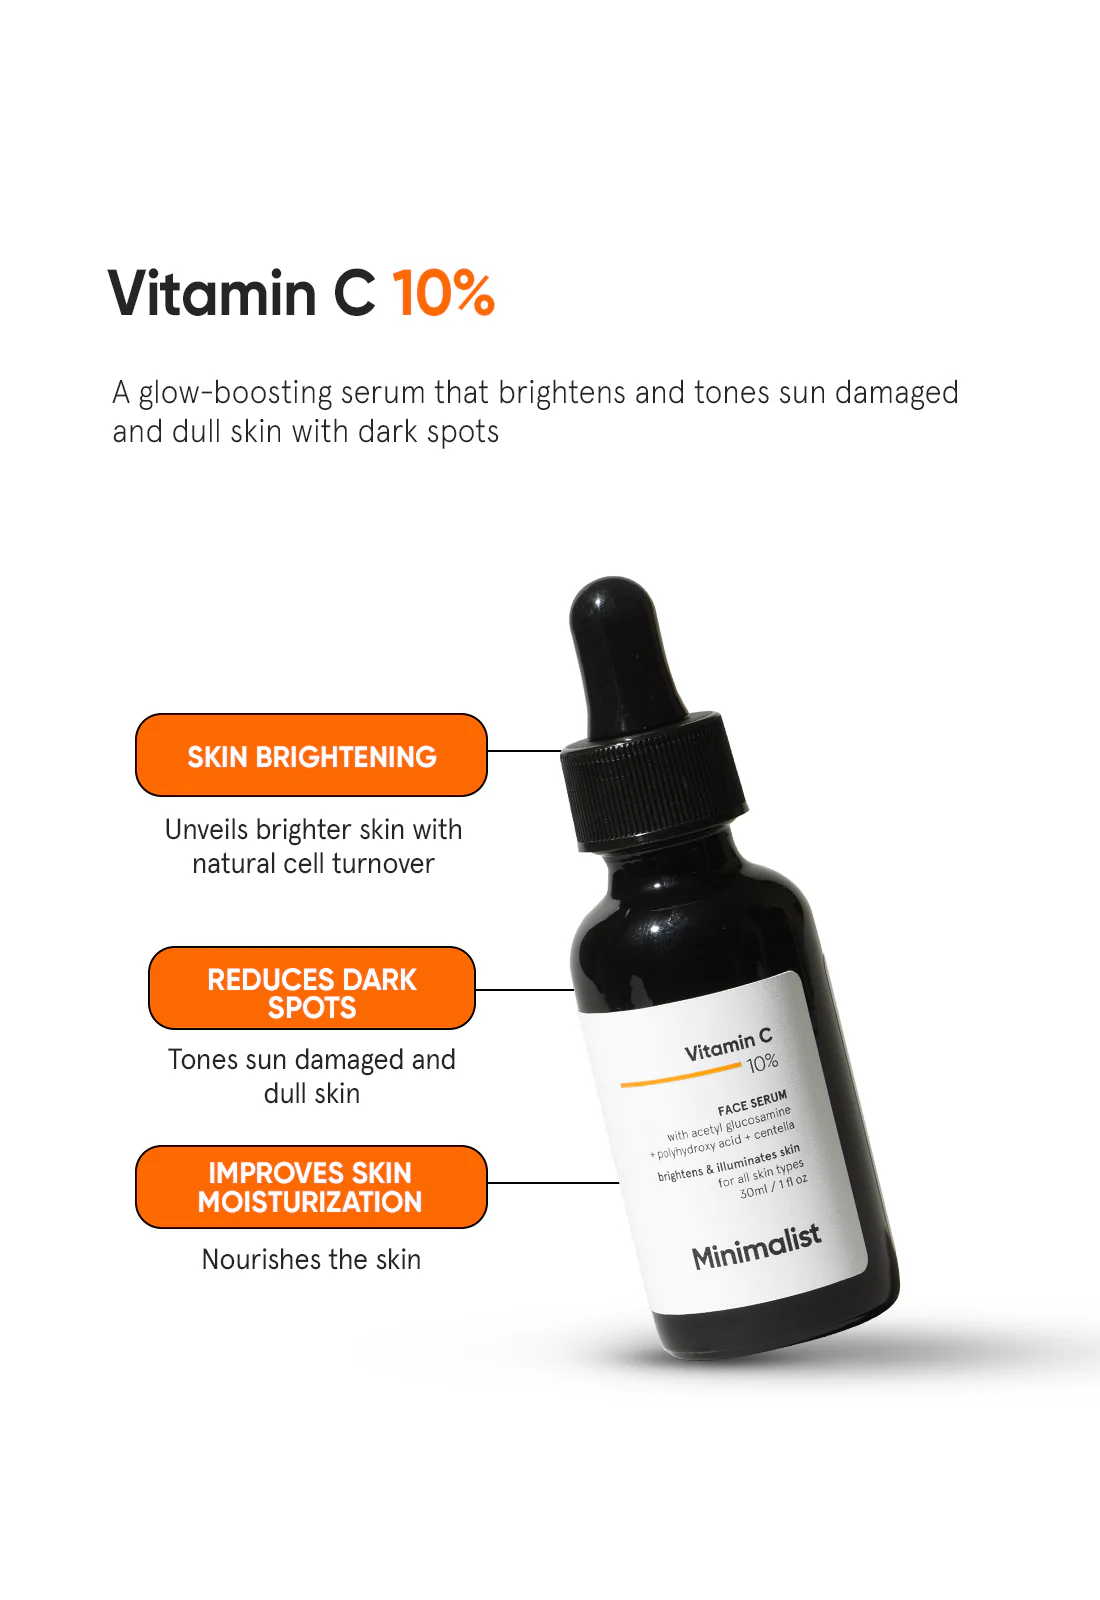 Vitamin C 10%
A glow-boosting serum that brightens and tones sun damaged
and dull skin with dark spots
SKIN BRIGHTENING
Unveils brighter skin with
natural cell turnover
REDUCES DARK
SPOTS
Tones sun damaged and
dull skin
IMPROVES SKIN
MOISTURIZATION
Nourishes the skin
Vitamin C
10%
FACE SERUM
with acetyl glucosamine
+ polyhydroxy acid + centella
brightens & illuminates skin
for all skin types
30ml / 1 fl oz
Minimalist